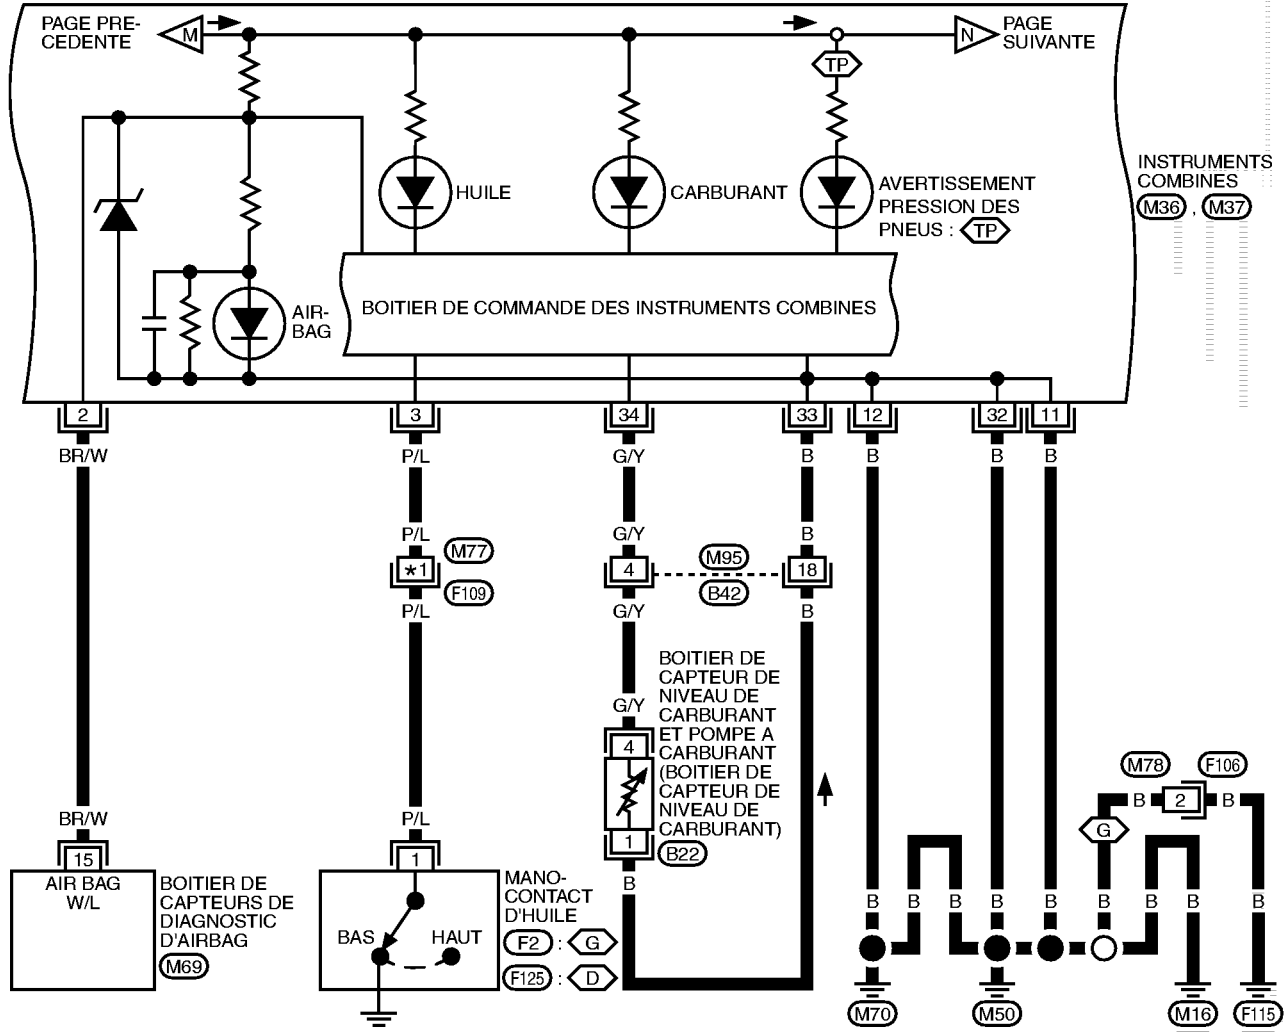 PAGE PRE-
CEDENTE
M
N
PAGE
SUIVANTE
TP
INSTRUMENTS
COMBINES
M36 , M37
HUILE
CARBURANT
AVERTISSEMENT
PRESSION DES
PNEUS : TP
AIR-
BAG
BOITIER DE COMMANDE DES INSTRUMENTS COMBINES
2 3 34 33 12 32 11
BR/W P/L G/Y B B B B
P/L G/Y B
M77
*1
F109
4
M95
B42
18
P/L G/Y B
BOITIER DE
CAPTEUR DE
NIVEAU DE
CARBURANT
ET POMPE A
CARBURANT
(BOITIER DE
CAPTEUR DE
NIVEAU DE
CARBURANT)
G/Y
4
1
B22
B
M78 F106
B 2 B
G
BR/W P/L
15 1
AIR BAG
W/L
BOITIER DE
CAPTEURS DE
DIAGNOSTIC
D'AIRBAG
M69
BAS HAUT
MANO-
CONTACT
D'HUILE
F2 : G
F125 : D
B B B B B B B B B
M70 M50 M16 F115